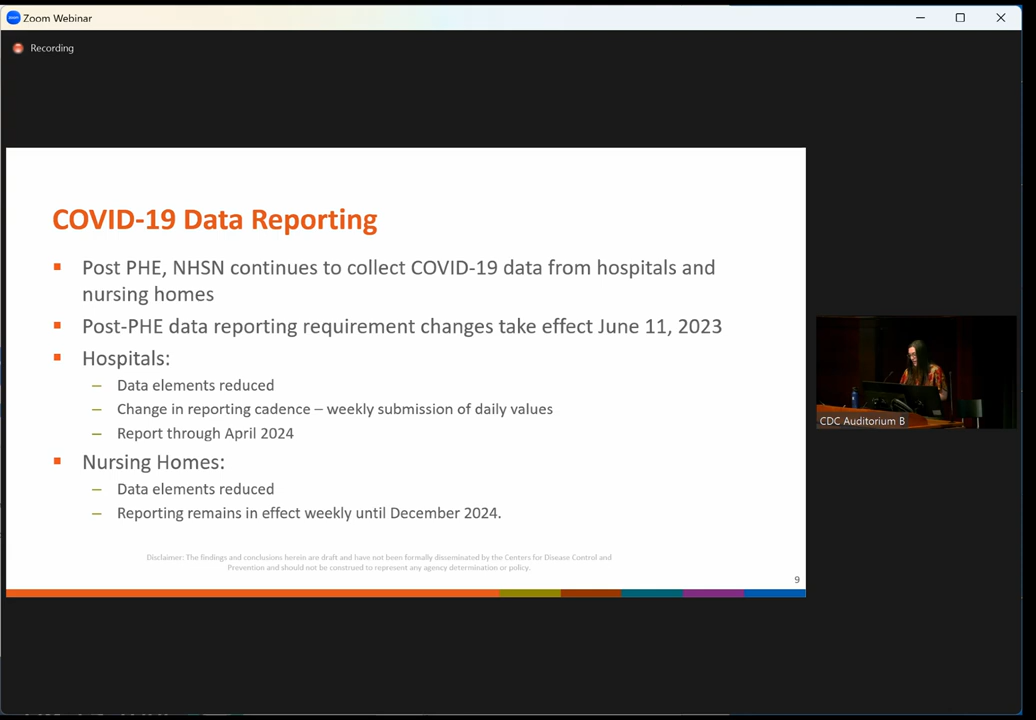 zoom
Zoom Webinar
Recording
COVID-19 Data Reporting
Post PHE, NHSN continues to collect COVID-19 data from hospitals and
nursing homes
Post-PHE data reporting requirement changes take effect June 11, 2023
Hospitals:
– Data elements reduced
– Change in reporting cadence – weekly submission of daily values
– Report through April 2024
Nursing Homes:
– Data elements reduced
– Reporting remains in effect weekly until December 2024.
Disclaimer: The findings and conclusions herein are draft and have not been formally disseminated by the Centers for Disease Control and
Prevention and should not be construed to represent any agency determination or policy.
9
CDC Auditorium B